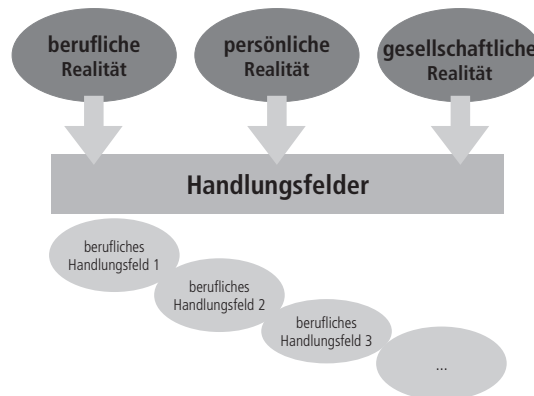 berufliche
Realität
persönliche
Realität
gesellschaftliche
Realität
Handlungsfelder
berufliches
Handlungsfeld 1
berufliches
Handlungsfeld 2
berufliches
Handlungsfeld 3
...